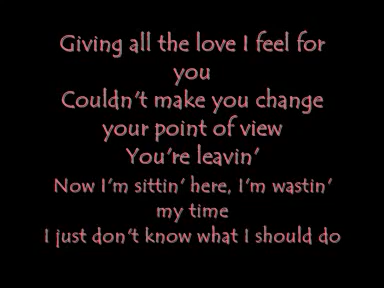 Giving all the love I feel for
you
Couldn't make you change
your point of view
You're leavin'
Now I'm sittin' here, I'm wastin'
my time
I just don't know what I should do